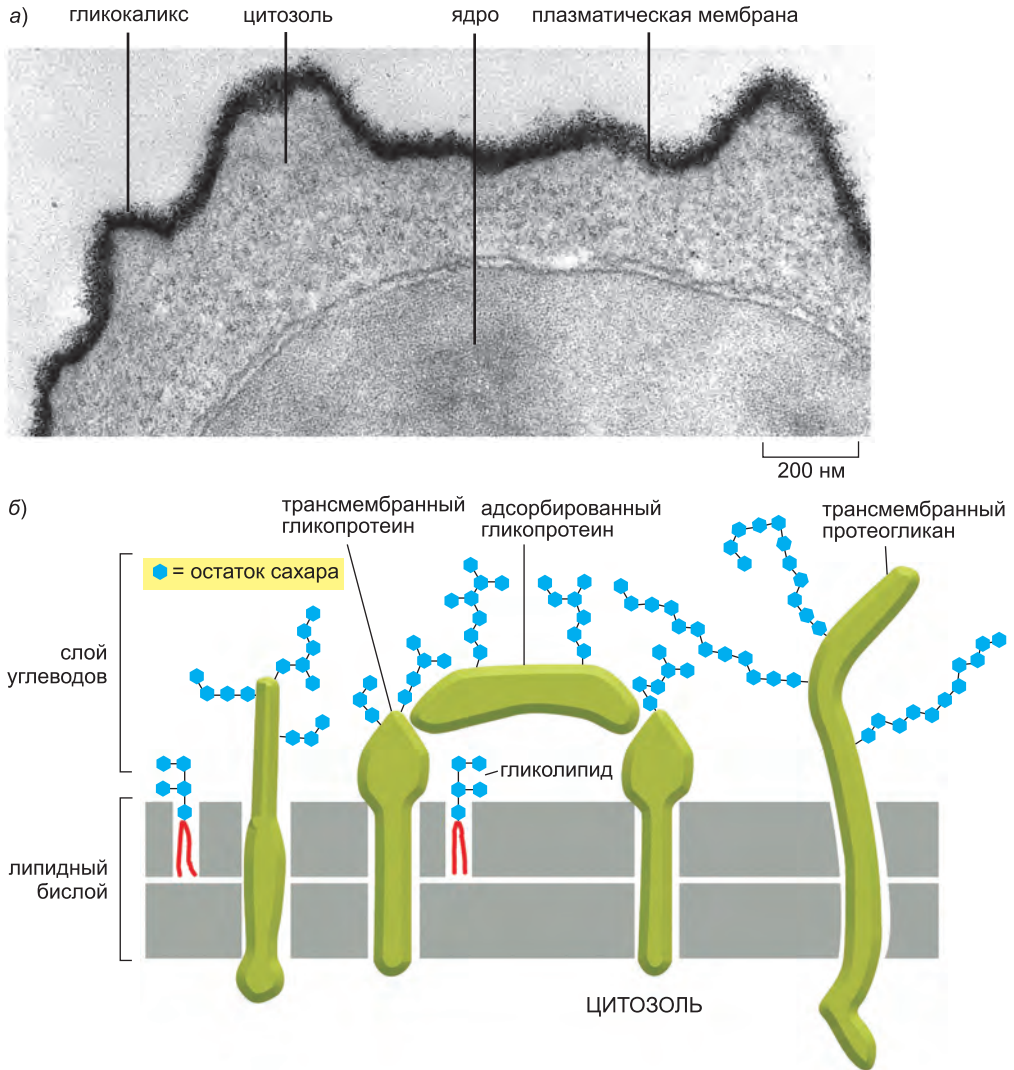 а)
гликокаликс
цитозоль
ядро
плазматическая мембрана
200 нм
б)
трансмембранный
гликопротеин
адсорбированный
гликопротеин
трансмембранный
протеогликан
= остаток сахара
слой
углеводов
гликолипид
липидный
бислой
ЦИТОЗОЛЬ